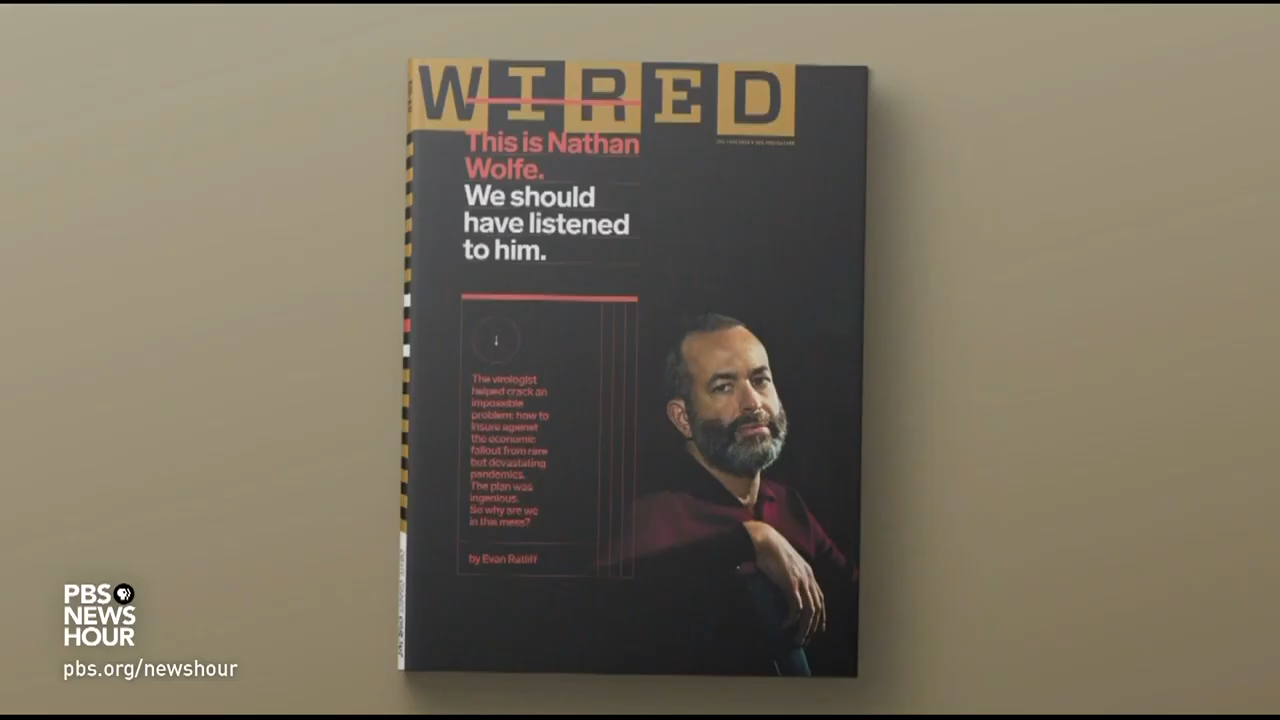 WIRED
This is Nathan
Wolfe.
We should
have listened
to him.
The virologist
helped crack an
impossible
problem: how to
insure against
the economic
fallout from rare
but devastating
pandemics.
The plan was
ingenious.
So why are we
in this mess?
by Evan Ratliff
PBS
NEWS
HOUR
pbs.org/newshour